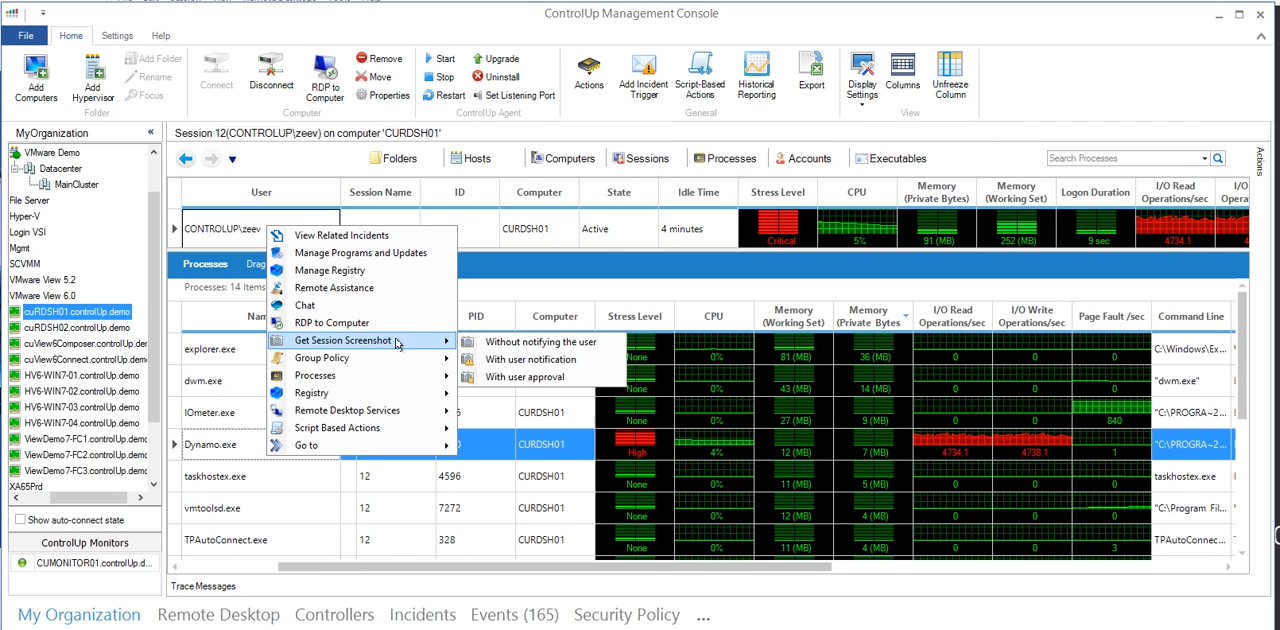 ControlUp Management Console
File Home Settings Help
Add Computers
Add Hypervisor
Add Folder
Rename
Focus
Folder
Connect
Disconnect
RDP to Computer
Remove
Move
Properties
Computer
Start
Stop
Restart
Upgrade
Uninstall
Set Listening Port
ControlUp Agent
Actions
Add Incident Trigger
Script-Based Actions
Historical Reporting
Export
General
Display Settings
Columns
Unfreeze Column
View
MyOrganization «
VMware Demo
Datacenter
MainCluster
File Server
Hyper-V
Login VSI
Mgmt
SCVMM
VMware View 5.2
VMware View 6.0
cuRDSH01.controlUp.demo
cuRDSH02.controlUp.demo
cuView6Composer.controlUp.der
cuView6Connect.controlUp.dem
HV6-WIN7-01.controlUp.demo
HV6-WIN7-02.controlUp.demo
HV6-WIN7-03.controlUp.demo
HV6-WIN7-04.controlUp.demo
ViewDemo7-FC1.controlUp.demc
ViewDemo7-FC2.controlUp.demc
ViewDemo7-FC3.controlUp.demc
XA65Prd
Show auto-connect state
ControlUp Monitors
CUMONITOR01.controlUp.d...
Session 12(CONTROLUP\zeev) on computer 'CURDSH01'
Folders Hosts Computers Sessions Processes Accounts Executables
Search Processes
Actions
User Session Name ID Computer State Idle Time Stress Level CPU Memory (Private Bytes) Memory (Working Set) Logon Duration I/O Read Operations/sec I/O Opera
CONTROLUP\zeev CURDSH01 Active 4 minutes Critical 5% 91 (MB) 252 (MB) 9 sec 4734.1 4
Processes Drag
Processes: 14 Items
Nam PID Computer Stress Level CPU Memory (Working Set) Memory (Private Bytes) I/O Read Operations/sec I/O Write Operations/sec Page Fault /sec Command Line
explorer.exe None 0% 81 (MB) 36 (MB) 0 0 0 C:\Windows\Ex...
dwm.exe None 0% 43 (MB) 14 (MB) 0 0 0 "dwm.exe"
IOmeter.exe CURDSH01 None 0% 27 (MB) 9 (MB) 0 0 840 "C:\PROGRA~2...
Dynamo.exe CURDSH01 High 4% 12 (MB) 7 (MB) 4734.1 4738.1 1 "C:\PROGRA~2...
taskhostex.exe 12 4596 CURDSH01 None 0% 11 (MB) 5 (MB) 0 0 0 taskhostex.exe
vmtoolsd.exe 12 7272 CURDSH01 None 0% 12 (MB) 4 (MB) 0 0 0 "C:\Program Fil...
TPAutoConnect.exe 12 328 CURDSH01 None 0% 11 (MB) 4 (MB) 0 0 3 TPAutoConnec...
View Related Incidents
Manage Programs and Updates
Manage Registry
Remote Assistance
Chat
RDP to Computer
Get Session Screenshot
Group Policy
Processes
Registry
Remote Desktop Services
Script Based Actions
Go to
Without notifying the user
With user notification
With user approval
Trace Messages
My Organization Remote Desktop Controllers Incidents Events (165) Security Policy ...